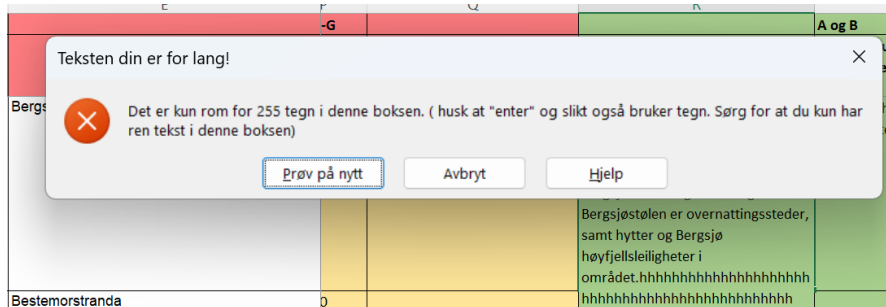 E
P
Q
R
-G
A og B
Teksten din er for lang!
Bergs
Det er kun rom for 255 tegn i denne boksen. ( husk at "enter" og slikt også bruker tegn. Sørg for at du kun har
ren tekst i denne boksen)
Prøv på nytt
Avbryt
Hjelp
Bergsjøstølen er overnattingssteder,
samt hytter og Bergsjø
høyfjellsleiligheter i
området.hhhhhhhhhhhhhhhhhhhhh
hhhhhhhhhhhhhhhhhhhhhhhhhh
Bestemorstranda
0